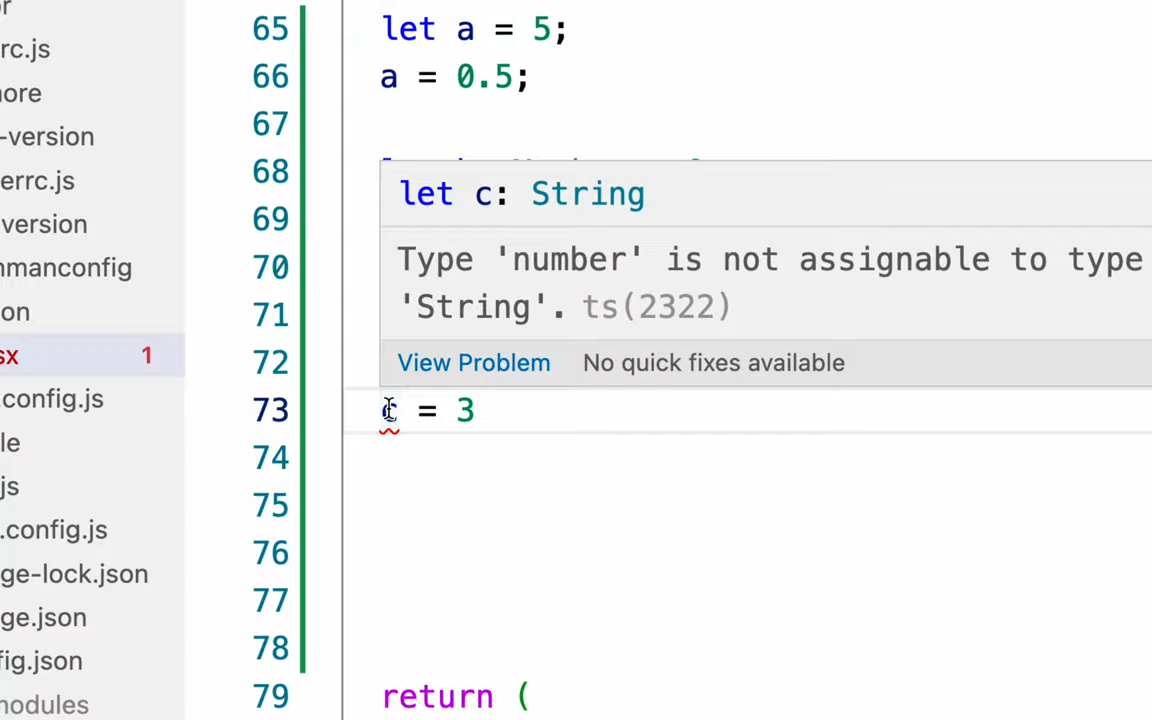 or
rc.js
ore
-version
errc.js
version
nmanconfig
on
sx 1
.config.js
le
js
.config.js
ge-lock.json
ge.json
fig.json
modules
65 let a = 5;
66 a = 0.5;
67
68
69
70
71
72
73 c = 3
74
75
76
77
78
79 return (
let c: String
Type 'number' is not assignable to type
'String'. ts(2322)
View Problem No quick fixes available